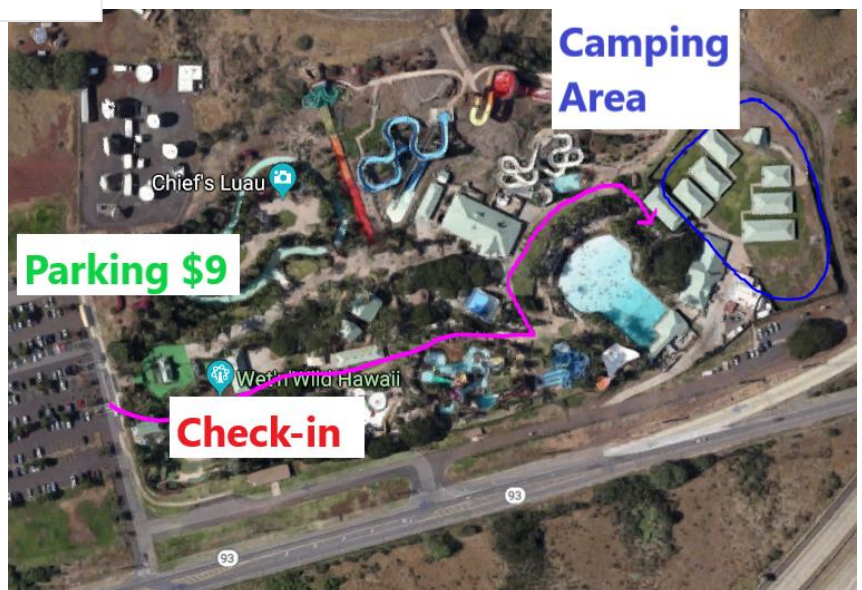 Camping
Area
Chief's Luau
Parking $9
Wet'n'Wild Hawaii
Check-in
93
93